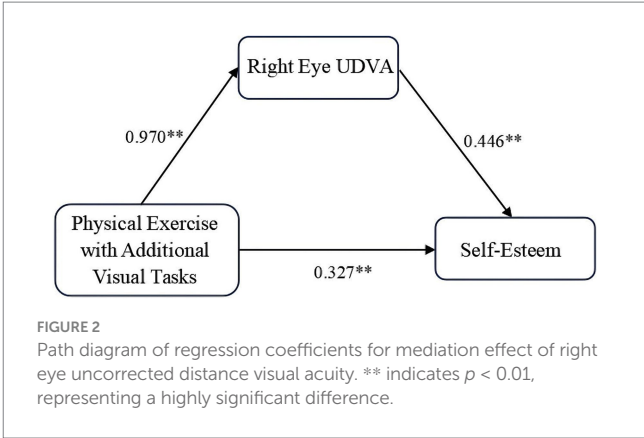 Right Eye UDVA
0.970**
0.446**
Physical Exercise
with Additional
Visual Tasks
Self-Esteem
0.327**
FIGURE 2
Path diagram of regression coefficients for mediation effect of right
eye uncorrected distance visual acuity. ** indicates p < 0.01,
representing a highly significant difference.